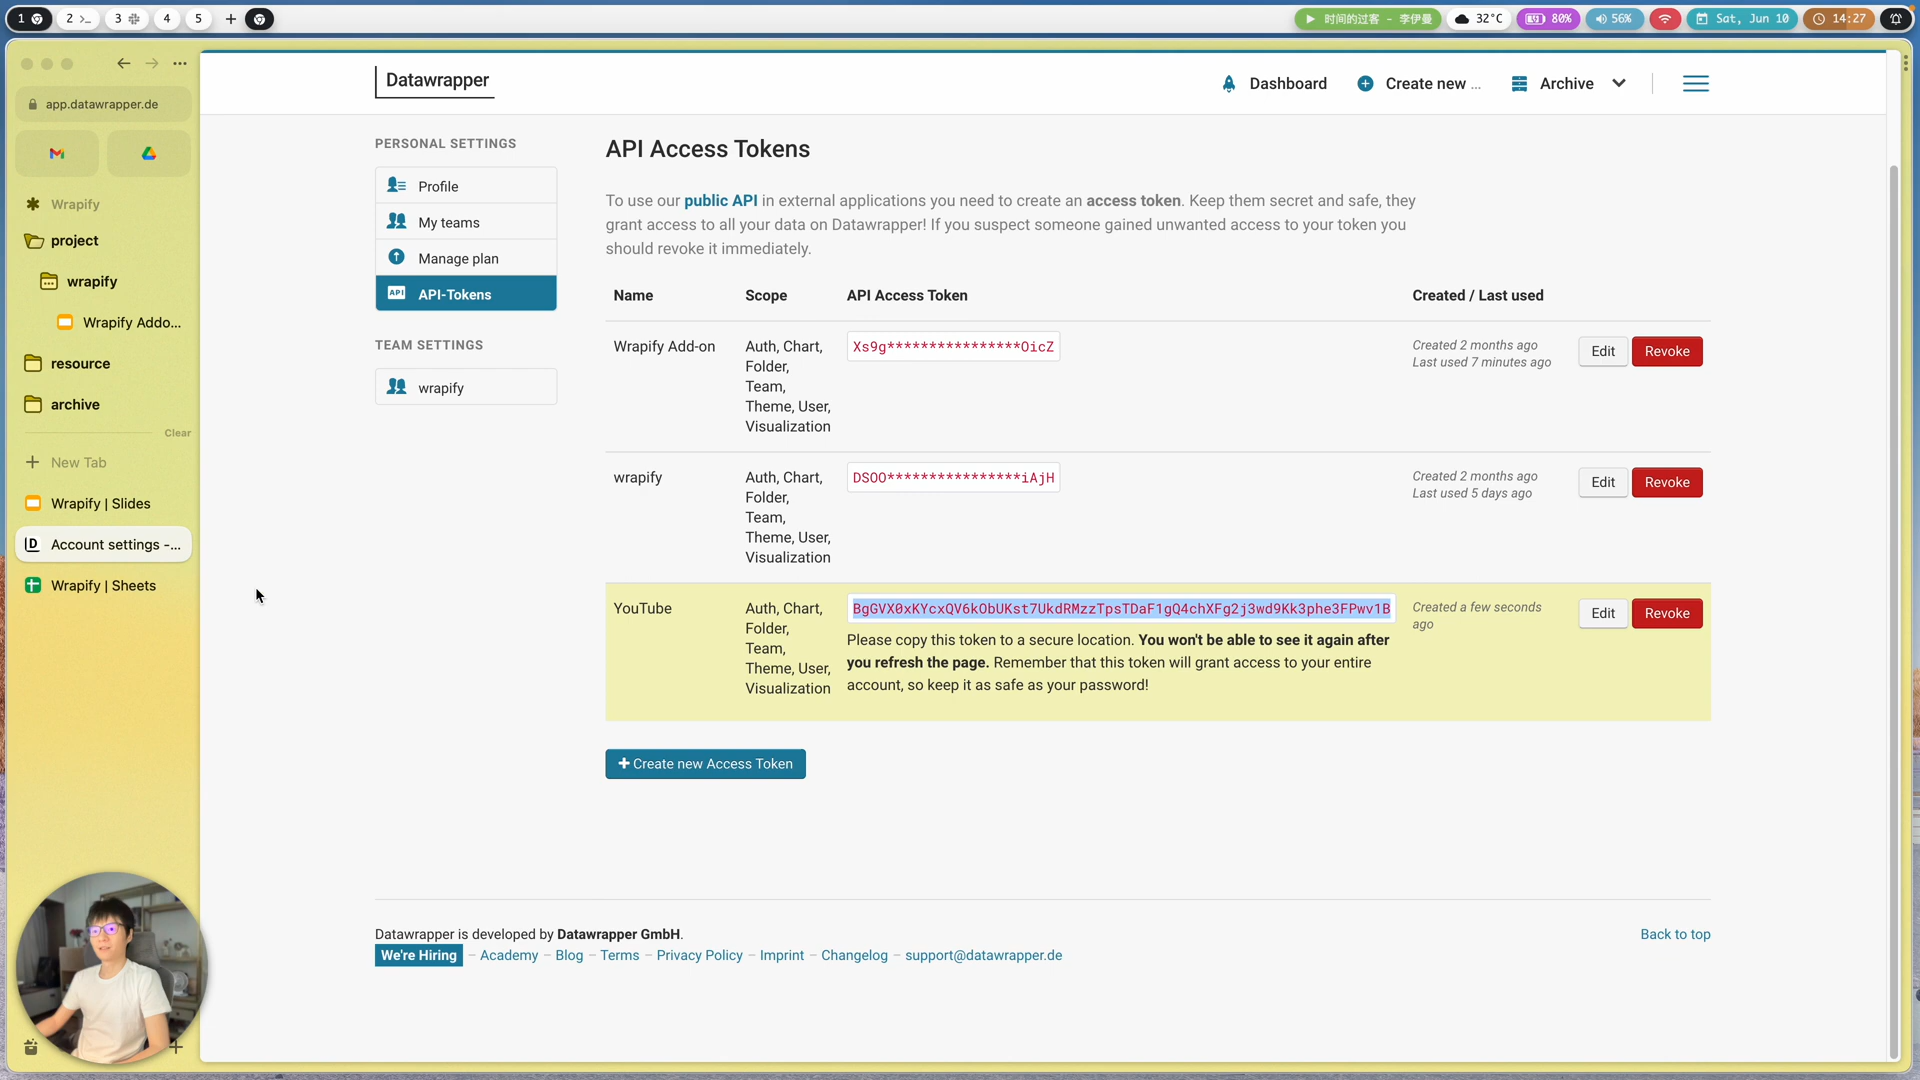 1 2 >_ 3 4 5 +
时间的过客 - 李伊曼 32°C 80% 56% Sat, Jun 10 14:27
app.datawrapper.de
Wrapify
project
wrapify
Wrapify Addo...
resource
archive
Clear
New Tab
Wrapify | Slides
Account settings -...
Wrapify | Sheets
Datawrapper
Dashboard
Create new ...
Archive
PERSONAL SETTINGS
Profile
My teams
Manage plan
API API-Tokens
TEAM SETTINGS
wrapify
API Access Tokens
To use our public API in external applications you need to create an access token. Keep them secret and safe, they
grant access to all your data on Datawrapper! If you suspect someone gained unwanted access to your token you
should revoke it immediately.
Name Scope API Access Token Created / Last used
Wrapify Add-on
Auth, Chart,
Folder,
Team,
Theme, User,
Visualization
Xs9g****************OicZ
Created 2 months ago
Last used 7 minutes ago
Edit Revoke
wrapify
Auth, Chart,
Folder,
Team,
Theme, User,
Visualization
DSOO****************iAjH
Created 2 months ago
Last used 5 days ago
Edit Revoke
YouTube
Auth, Chart,
Folder,
Team,
Theme, User,
Visualization
BgGVX0xKYcxQV6kObUKst7UkdRMzzTpsTDaF1gQ4chXFg2j3wd9Kk3phe3FPwv1B
Please copy this token to a secure location. You won't be able to see it again after
you refresh the page. Remember that this token will grant access to your entire
account, so keep it as safe as your password!
Created a few seconds
ago
Edit Revoke
+ Create new Access Token
Datawrapper is developed by Datawrapper GmbH.
We're Hiring – Academy – Blog – Terms – Privacy Policy – Imprint – Changelog – support@datawrapper.de
Back to top